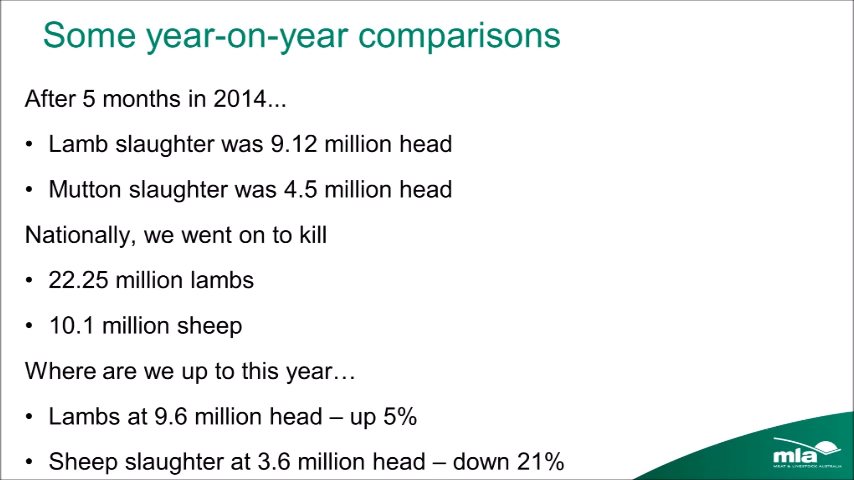 Some year-on-year comparisons
After 5 months in 2014...
• Lamb slaughter was 9.12 million head
• Mutton slaughter was 4.5 million head
Nationally, we went on to kill
• 22.25 million lambs
• 10.1 million sheep
Where are we up to this year…
• Lambs at 9.6 million head – up 5%
• Sheep slaughter at 3.6 million head – down 21%
mla
MEAT & LIVESTOCK AUSTRALIA